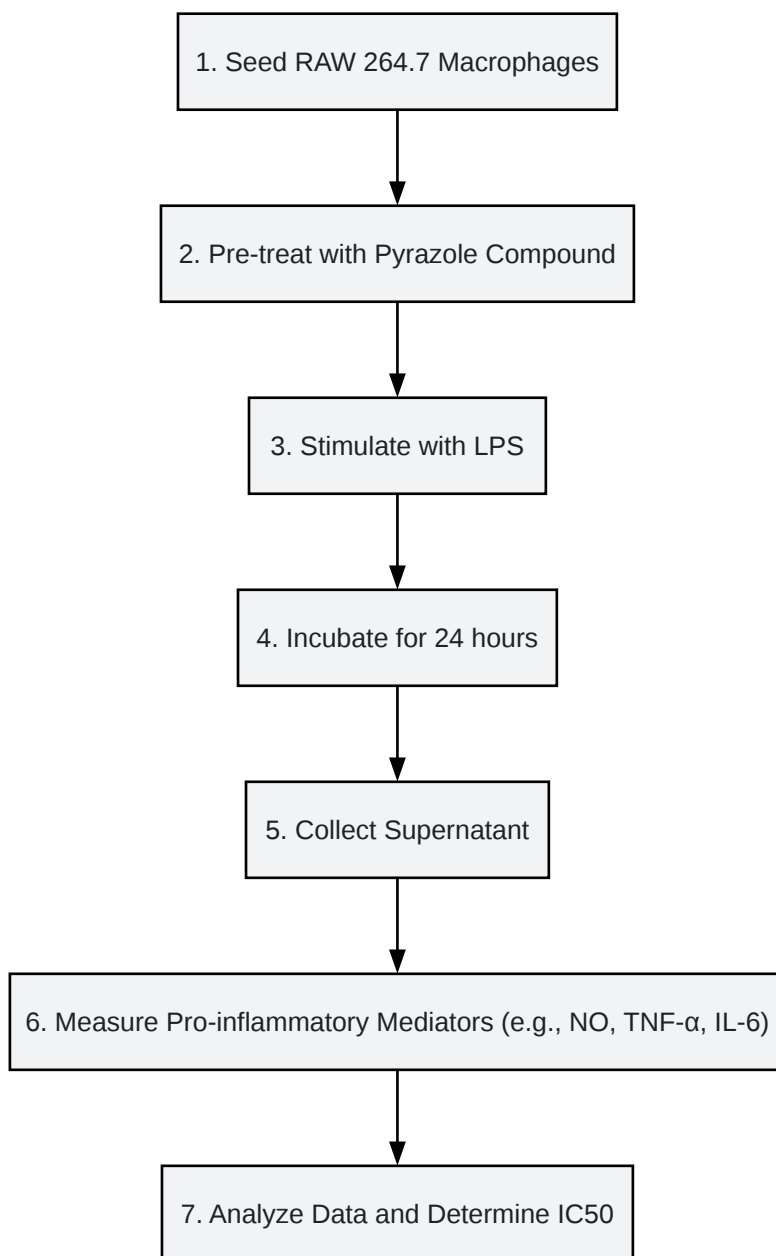 1. Seed RAW 264.7 Macrophages
2. Pre-treat with Pyrazole Compound
3. Stimulate with LPS
4. Incubate for 24 hours
5. Collect Supernatant
6. Measure Pro-inflammatory Mediators (e.g., NO, TNF-α, IL-6)
7. Analyze Data and Determine IC50